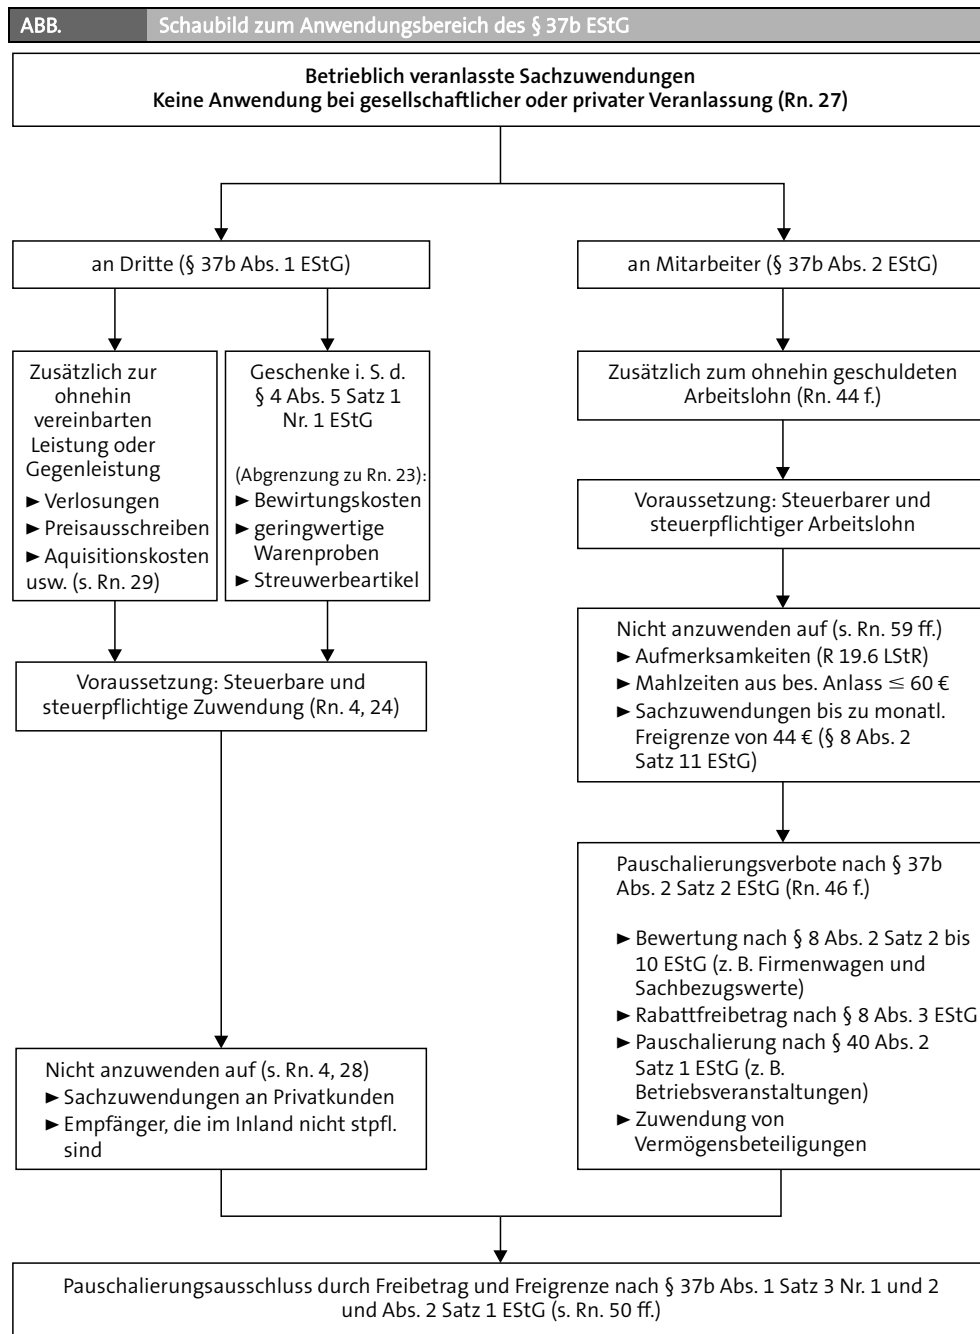 ABB. Schaubild zum Anwendungsbereich des § 37b EStG
Betrieblich veranlasste Sachzuwendungen
Keine Anwendung bei gesellschaftlicher oder privater Veranlassung (Rn. 27)
an Dritte (§ 37b Abs. 1 EStG)
Zusätzlich zur
ohnehin
vereinbarten
Leistung oder
Gegenleistung
► Verlosungen
► Preisausschreiben
► Aquisitionskosten
usw. (s. Rn. 29)
Geschenke i. S. d.
§ 4 Abs. 5 Satz 1
Nr. 1 EStG
(Abgrenzung zu Rn. 23):
► Bewirtungskosten
► geringwertige
Warenproben
► Streuwerbeartikel
Voraussetzung: Steuerbare und
steuerpflichtige Zuwendung (Rn. 4, 24)
Nicht anzuwenden auf (s. Rn. 4, 28)
► Sachzuwendungen an Privatkunden
► Empfänger, die im Inland nicht stpfl.
sind
an Mitarbeiter (§ 37b Abs. 2 EStG)
Zusätzlich zum ohnehin geschuldeten
Arbeitslohn (Rn. 44 f.)
Voraussetzung: Steuerbarer und
steuerpflichtiger Arbeitslohn
Nicht anzuwenden auf (s. Rn. 59 ff.)
► Aufmerksamkeiten (R 19.6 LStR)
► Mahlzeiten aus bes. Anlass ≤ 60 €
► Sachzuwendungen bis zu monatl.
Freigrenze von 44 € (§ 8 Abs. 2
Satz 11 EStG)
Pauschalierungsverbote nach § 37b
Abs. 2 Satz 2 EStG (Rn. 46 f.)
► Bewertung nach § 8 Abs. 2 Satz 2 bis
10 EStG (z. B. Firmenwagen und
Sachbezugswerte)
► Rabattfreibetrag nach § 8 Abs. 3 EStG
► Pauschalierung nach § 40 Abs. 2
Satz 1 EStG (z. B.
Betriebsveranstaltungen)
► Zuwendung von
Vermögensbeteiligungen
Pauschalierungsausschluss durch Freibetrag und Freigrenze nach § 37b Abs. 1 Satz 3 Nr. 1 und 2
und Abs. 2 Satz 1 EStG (s. Rn. 50 ff.)